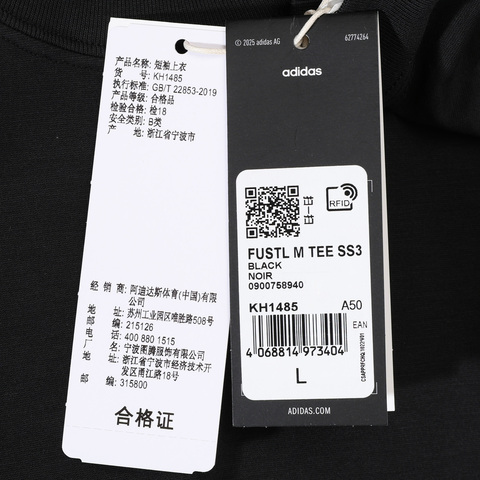 产品名称: 短袖上衣
货 号: KH1485
执行标准: GB/T 22853-2019
产品等级: 合格品
检验合格: 检18
安全类别: B类
产 地: 浙江省宁波市
经 销 商: 阿迪达斯体育(中国)有限
公司
地 址: 苏州工业园区唯胜路508号
邮 编: 215126
电 话: 400 880 1515
厂 名: 宁波图腾服饰有限公司
地 址: 浙江省宁波市经济技术开
发区甬江路18号
邮 编: 315800
合格证
© 2025 adidas AG
62774264
adidas
RFID
FUSTL M TEE SS3
BLACK
NOIR
0900758940
KH1485 A50
EAN
4 068814 973404
L
ADIDAS.COM